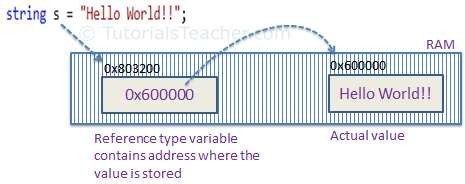 string s = "Hello World!!";
© TutorialsTeacher.com
RAM
0x803200
0x600000
0x600000
Hello World!!
Reference type variable
contains address where the
value is stored
Actual value